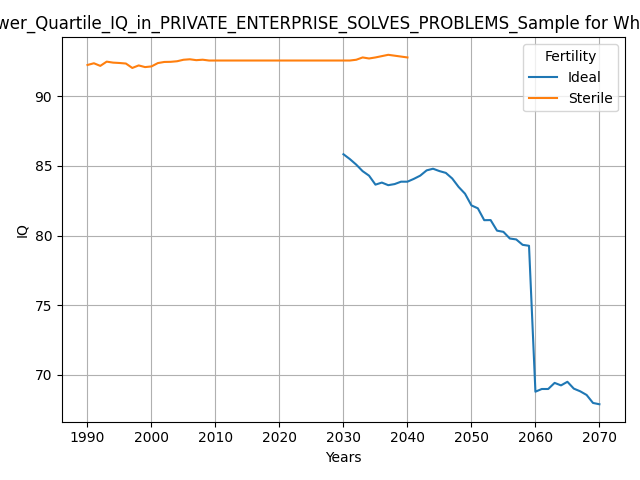 wer_Quartile_IQ_in_PRIVATE_ENTERPRISE_SOLVES_PROBLEMS_Sample for Wh
Fertility
Ideal
Sterile
90
85
80
75
70
IQ
1990 2000 2010 2020 2030 2040 2050 2060 2070
Years